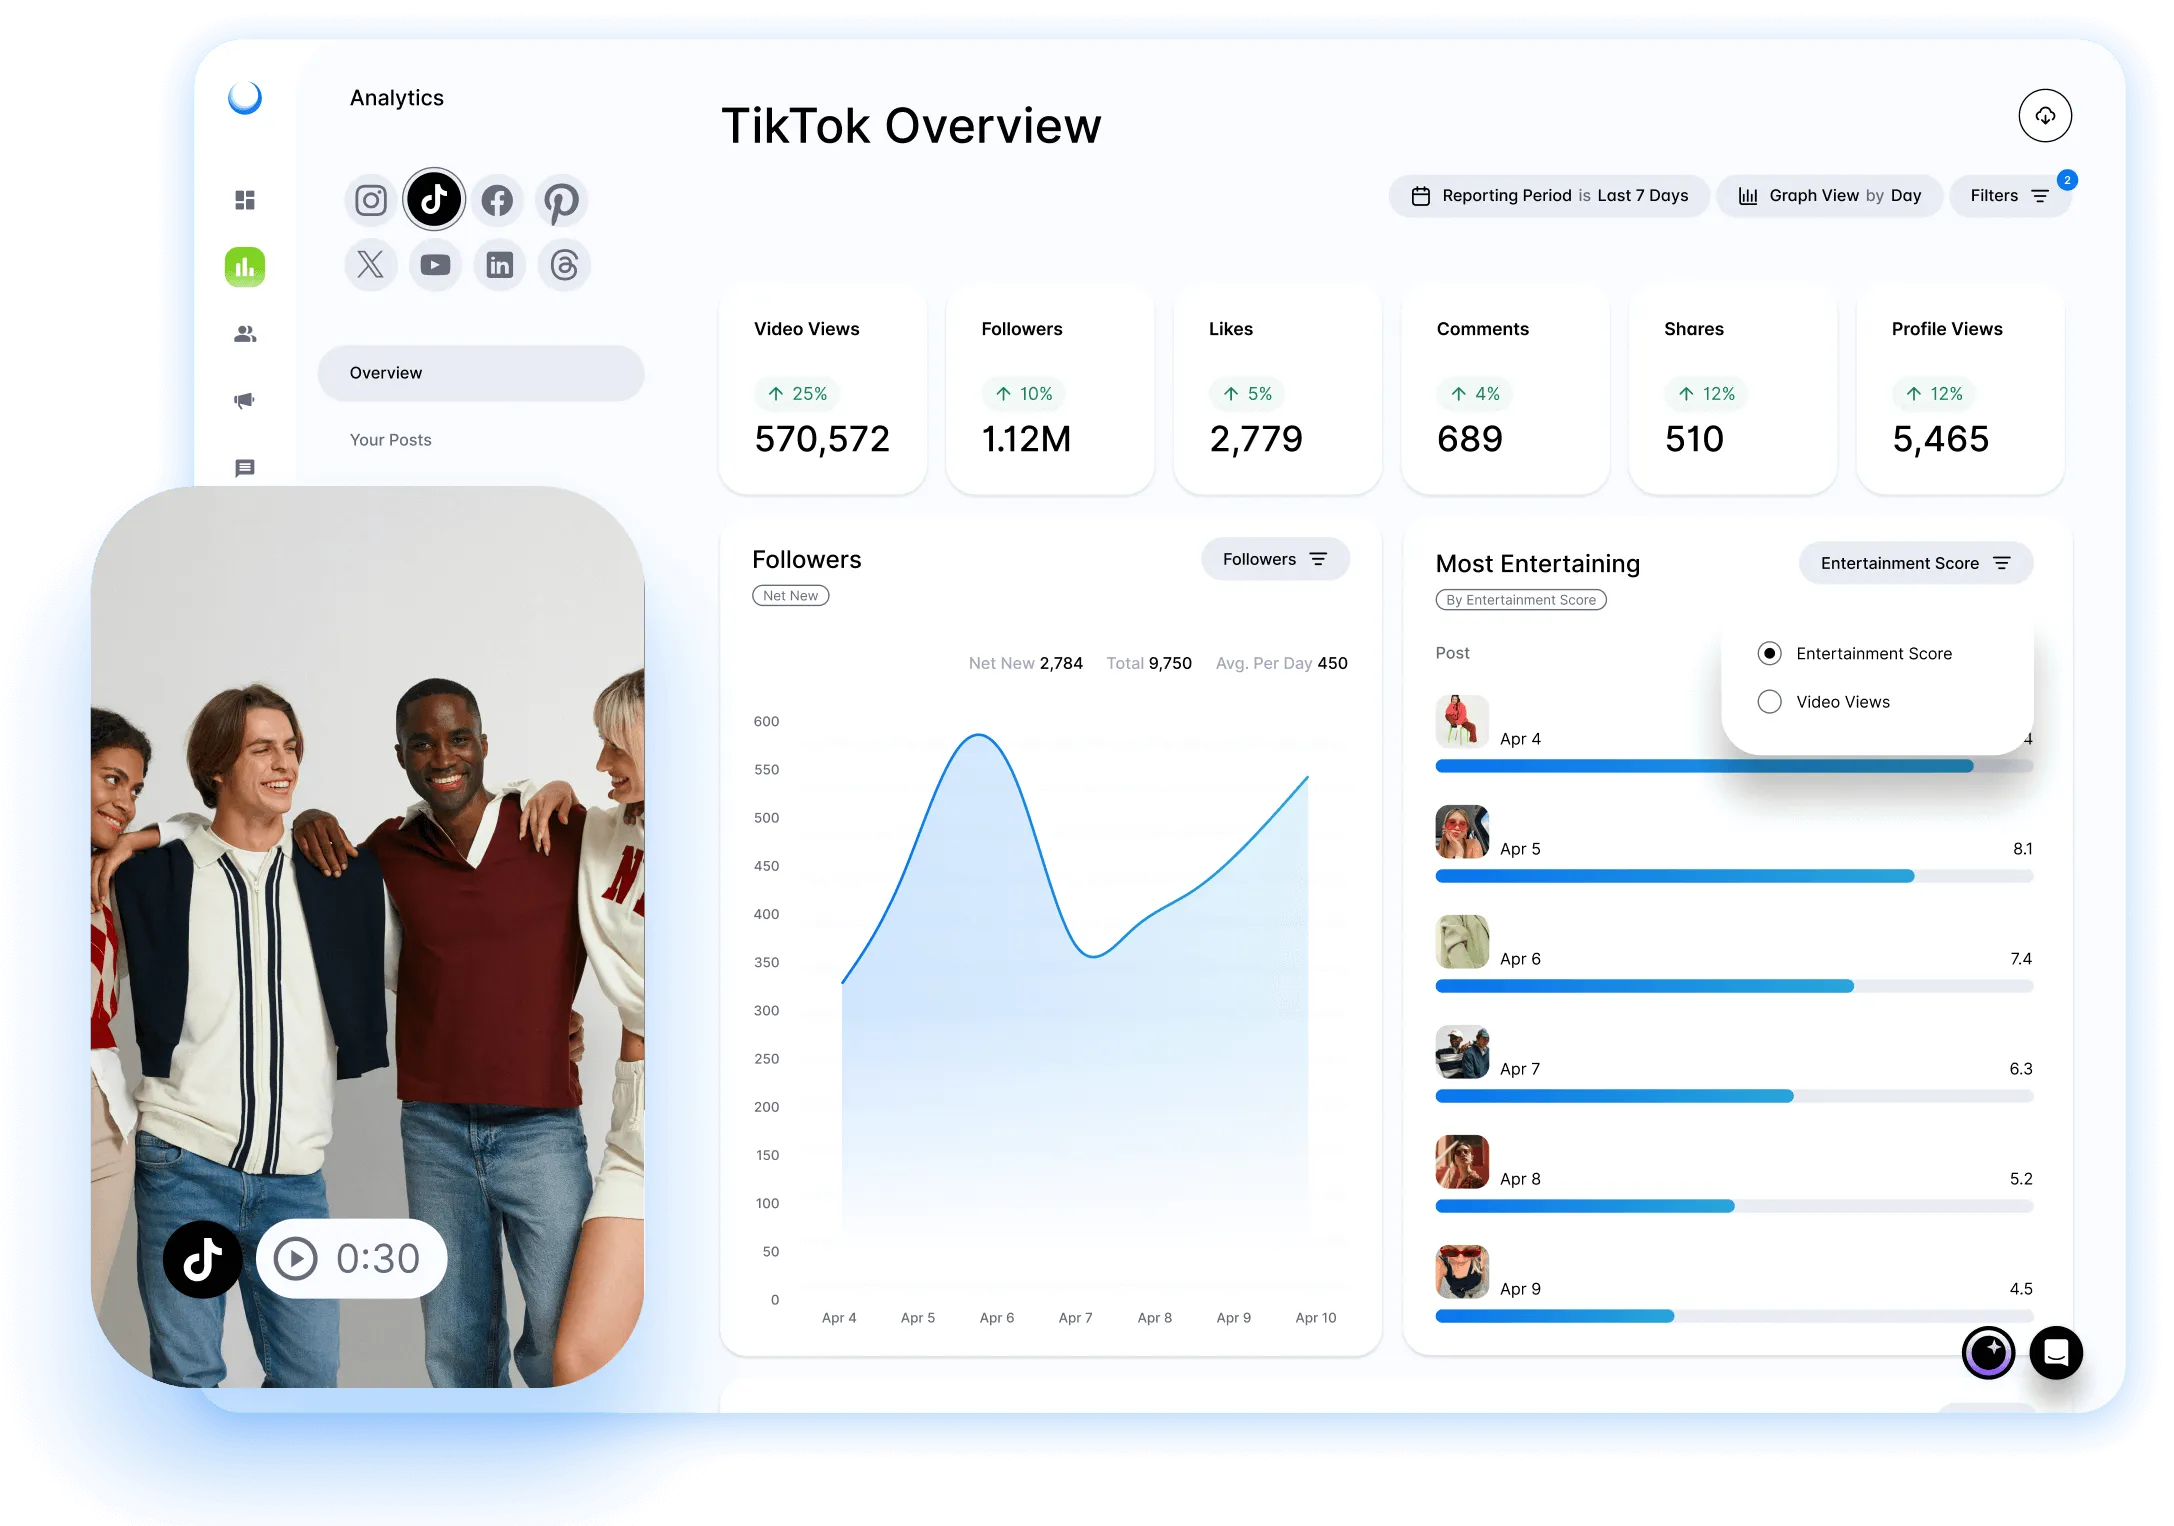 Analytics
TikTok Overview
Reporting Period is Last 7 Days
Graph View by Day
Filters
2
Overview
Your Posts
Video Views
25%
570,572
Followers
10%
1.12M
Likes
5%
2,779
Comments
4%
689
Shares
12%
510
Profile Views
12%
5,465
Followers
Followers
Net New
Net New 2,784 Total 9,750 Avg. Per Day 450
600
550
500
450
400
350
300
250
200
150
100
50
0
Apr 4 Apr 5 Apr 6 Apr 7 Apr 8 Apr 9 Apr 10
Most Entertaining
Entertainment Score
By Entertainment Score
Post
Entertainment Score
Video Views
Apr 4
Apr 5 8.1
Apr 6 7.4
Apr 7 6.3
Apr 8 5.2
Apr 9 4.5
0:30